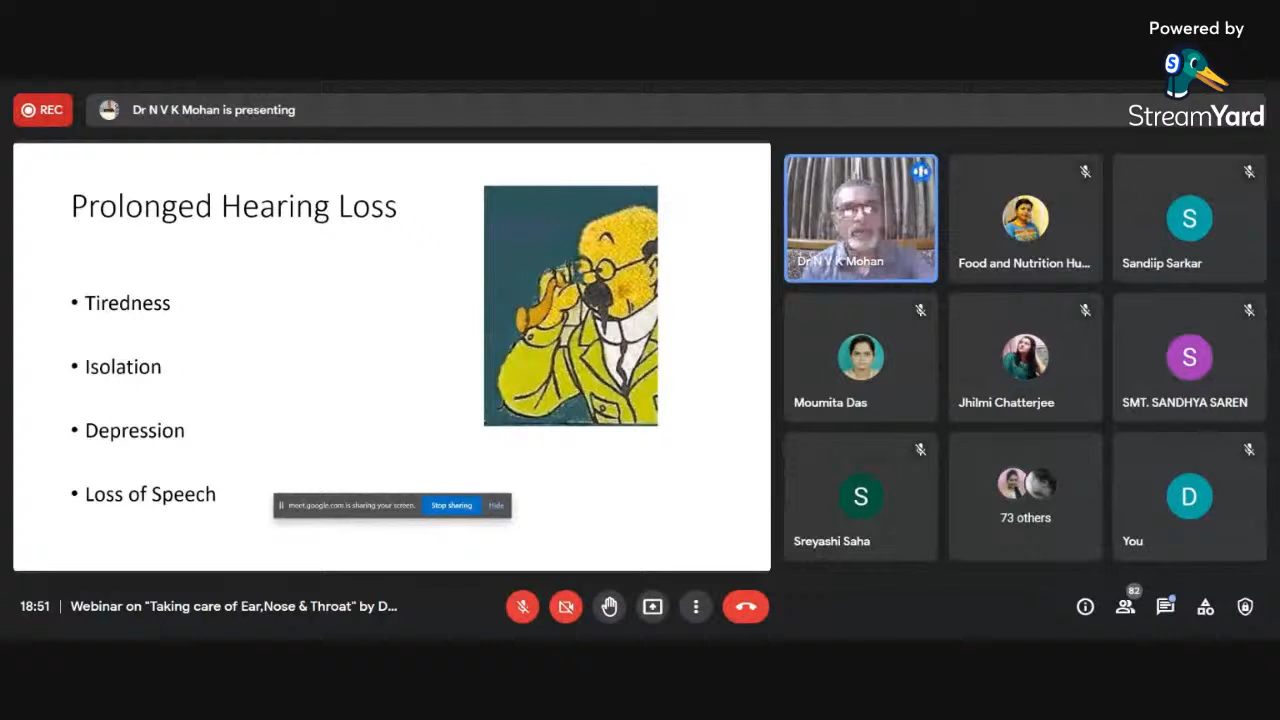 Powered by
StreamYard
REC
Dr N V K Mohan is presenting
Prolonged Hearing Loss
• Tiredness
• Isolation
• Depression
• Loss of Speech
meet.google.com is sharing your screen.
Stop sharing
Hide
Dr N V K Mohan
Food and Nutrition Hu...
S
Sandiip Sarkar
Moumita Das
Jhilmi Chatterjee
S
SMT. SANDHYA SAREN
S
Sreyashi Saha
73 others
D
You
18:51
Webinar on "Taking care of Ear,Nose & Throat" by D...
82